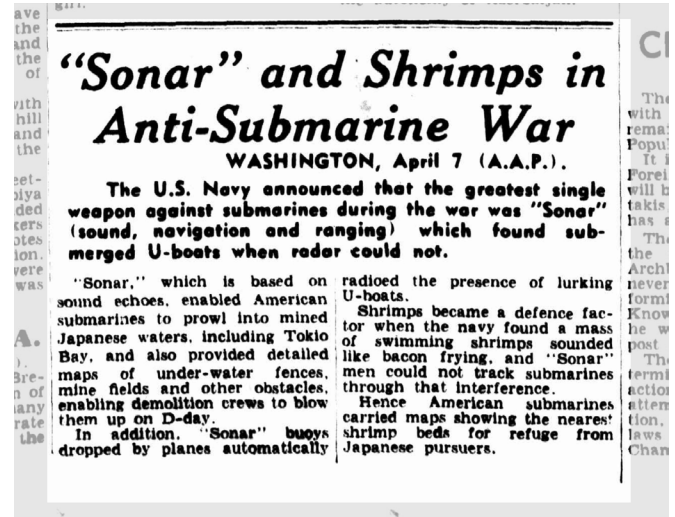 "Sonar" and Shrimps in
Anti-Submarine War
WASHINGTON, April 7 (A.A.P.).
The U.S. Navy announced that the greatest single
weapon against submarines during the war was "Sonar"
(sound, navigation and ranging) which found sub-
merged U-boats when radar could not.
"Sonar," which is based on
sound echoes, enabled American
submarines to prowl into mined
Japanese waters, including Tokio
Bay, and also provided detailed
maps of under-water fences,
mine fields and other obstacles,
enabling demolition crews to blow
them up on D-day.
In addition, "Sonar" buoys
dropped by planes automatically
radioed the presence of lurking
U-boats.
Shrimps became a defence fac-
tor when the navy found a mass
of swimming shrimps sounded
like bacon frying, and "Sonar"
men could not track submarines
through that interference.
Hence American submarines
carried maps showing the nearest
shrimp beds for refuge from
Japanese pursuers.